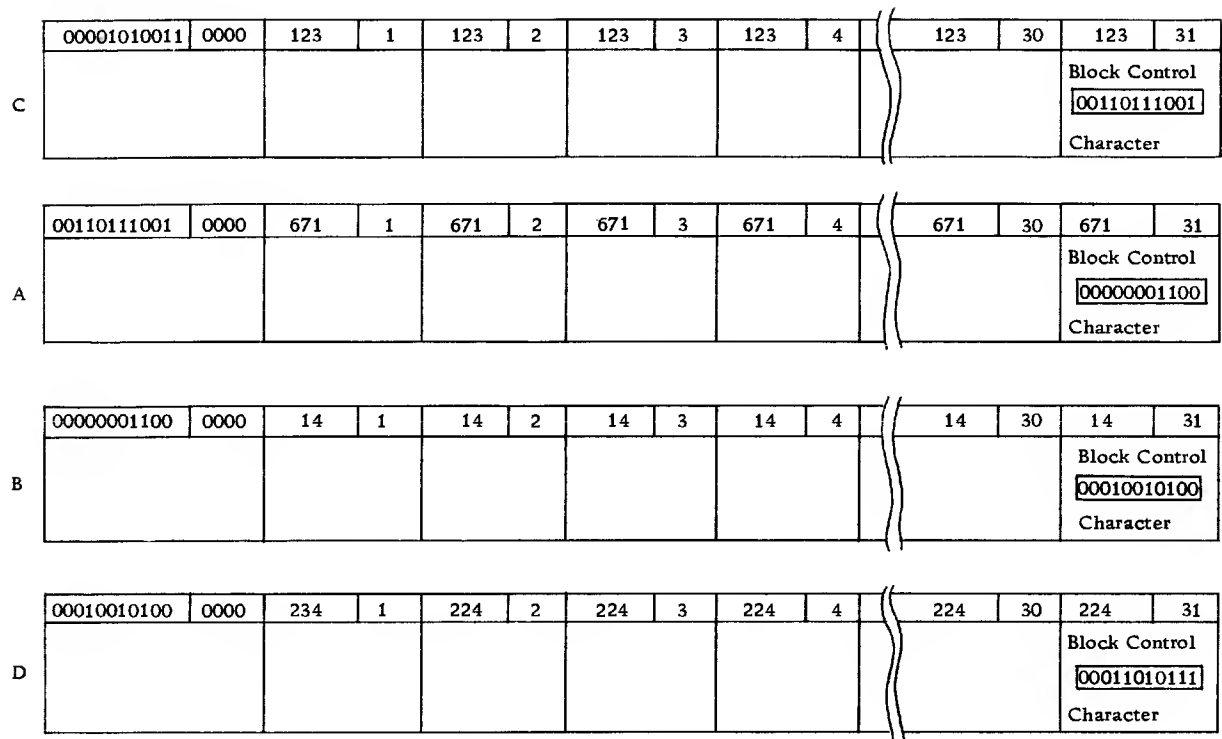 00001010011 0000 123 1 123 2 123 3 123 4 123 30 123 31
Block Control
C
00110111001
Character
00110111001 0000 671 1 671 2 671 3 671 4 671 30 671 31
Block Control
A
00000001100
Character
00000001100 0000 14 1 14 2 14 3 14 4 14 30 14 31
Block Control
B
00010010100
Character
00010010100 0000 234 1 224 2 224 3 224 4 224 30 224 31
Block Control
D
00011010111
Character